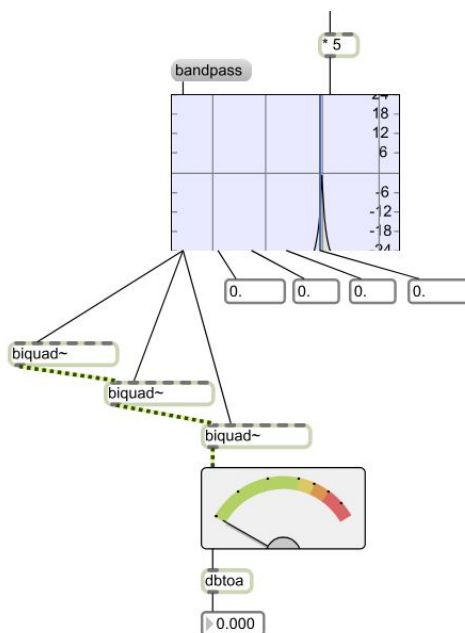 * 5
bandpass
24
18
12
6
-6
-12
-18
-24
0. 0. 0. 0.
biquad~
biquad~
biquad~
dbtoa
0.000